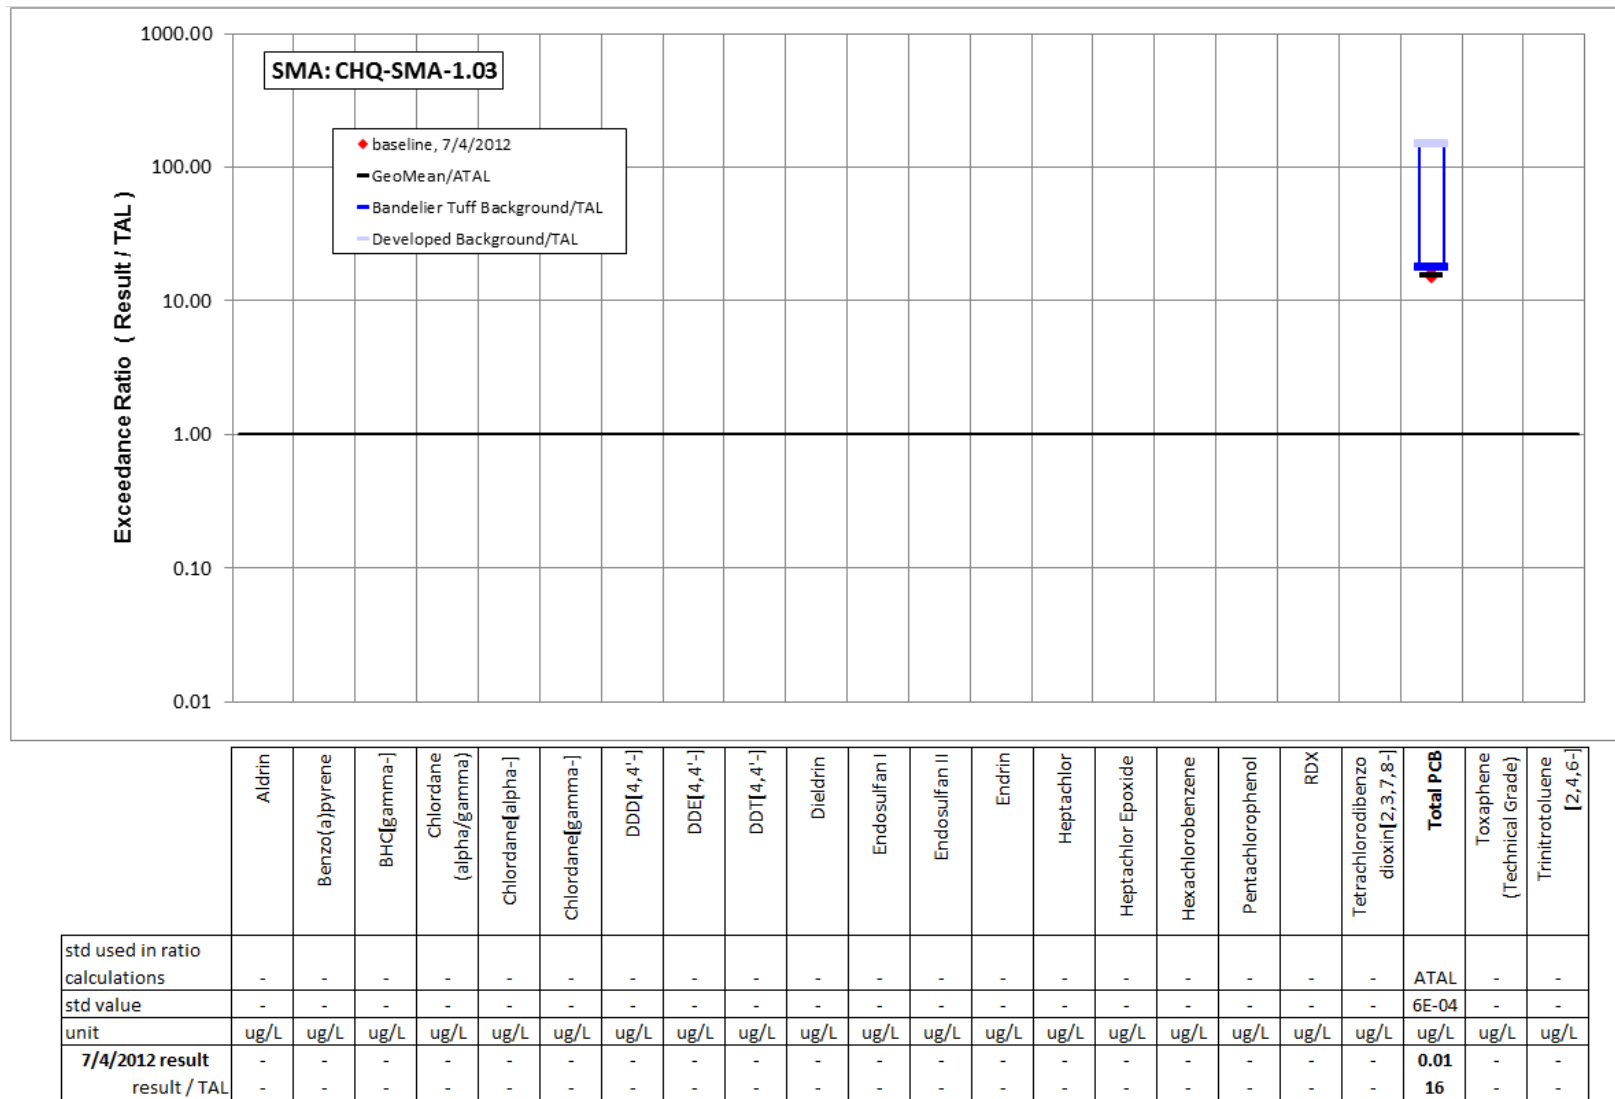 1000.00
SMA: CHQ-SMA-1.03
baseline, 7/4/2012
GeoMean/ATAL
Bandelier Tuff Background/TAL
Developed Background/TAL
100.00
10.00
1.00
0.10
0.01
Exceedance Ratio ( Result / TAL )
Aldrin
Benzo(a)pyrene
BHC[gamma-]
Chlordane
(alpha/gamma)
Chlordane[alpha-]
Chlordane[gamma-]
DDD[4,4'-]
DDE[4,4'-]
DDT[4,4'-]
Dieldrin
Endosulfan I
Endosulfan II
Endrin
Heptachlor
Heptachlor Epoxide
Hexachlorobenzene
Pentachlorophenol
RDX
Tetrachlorodibenzo
dioxin[2,3,7,8-]
Total PCB
Toxaphene
(Technical Grade)
Trinitrotoluene
[2,4,6-]
std used in ratio
calculations - - - - - - - - - - - - - - - - - - - ATAL - -
std value - - - - - - - - - - - - - - - - - - - 6E-04 - -
unit ug/L ug/L ug/L ug/L ug/L ug/L ug/L ug/L ug/L ug/L ug/L ug/L ug/L ug/L ug/L ug/L ug/L ug/L ug/L ug/L ug/L ug/L
7/4/2012 result - - - - - - - - - - - - - - - - - - - 0.01 - -
result / TAL - - - - - - - - - - - - - - - - - - - 16 - -